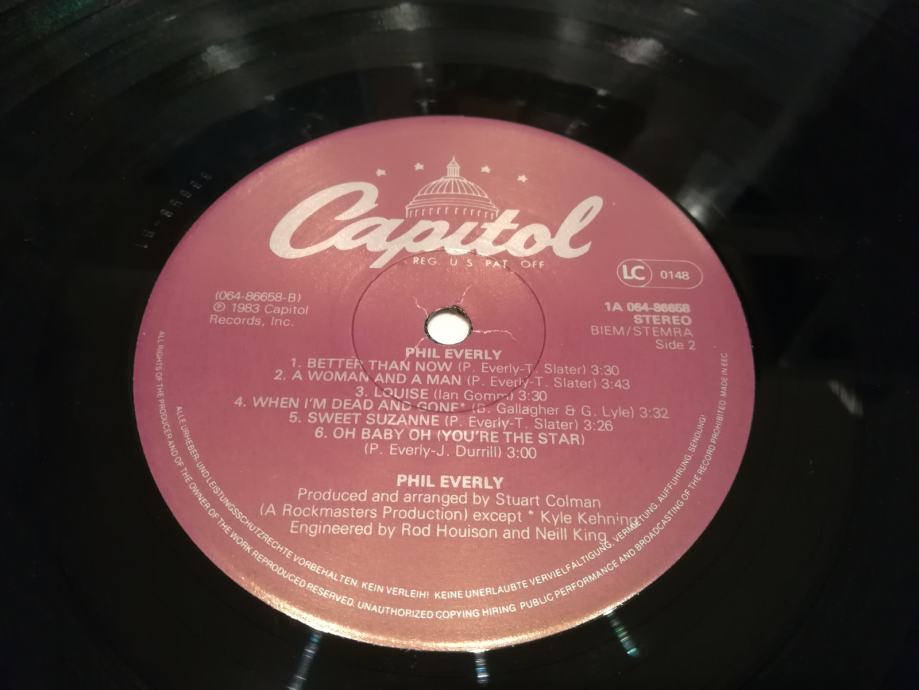 Capitol
REG. U.S. PAT. OFF
LC 0148
(064-86658-B)
℗ 1983 Capitol
Records, Inc.
1A 064-86658
STEREO
BIEM/STEMRA
Side 2
PHIL EVERLY
1. BETTER THAN NOW (P. Everly-T. Slater) 3:30
2. A WOMAN AND A MAN (P. Everly-T. Slater) 3:43
3. LOUISE (Ian Gomm) 3:30
4. WHEN I'M DEAD AND GONE* (B. Gallagher & G. Lyle) 3:32
5. SWEET SUZANNE (P. Everly-T. Slater) 3:26
6. OH BABY OH (YOU'RE THE STAR)
(P. Everly-J. Durrill) 3:00
PHIL EVERLY
Produced and arranged by Stuart Colman
(A Rockmasters Production) except * Kyle Kehning
Engineered by Rod Houison and Neill King
ALLE URHEBER- UND LEISTUNGSSCHUTZRECHTE VORBEHALTEN. KEIN VERLEIH! KEINE UNERLAUBTE VERVIELFÄLTIGUNG, VERMIETUNG, AUFFÜHRUNG, SENDUNG!
ALL RIGHTS OF THE PRODUCER AND OF THE OWNER OF THE WORK REPRODUCED RESERVED. UNAUTHORIZED COPYING HIRING PUBLIC PERFORMANCE AND BROADCASTING OF THE RECORD PROHIBITED. MADE IN EEC